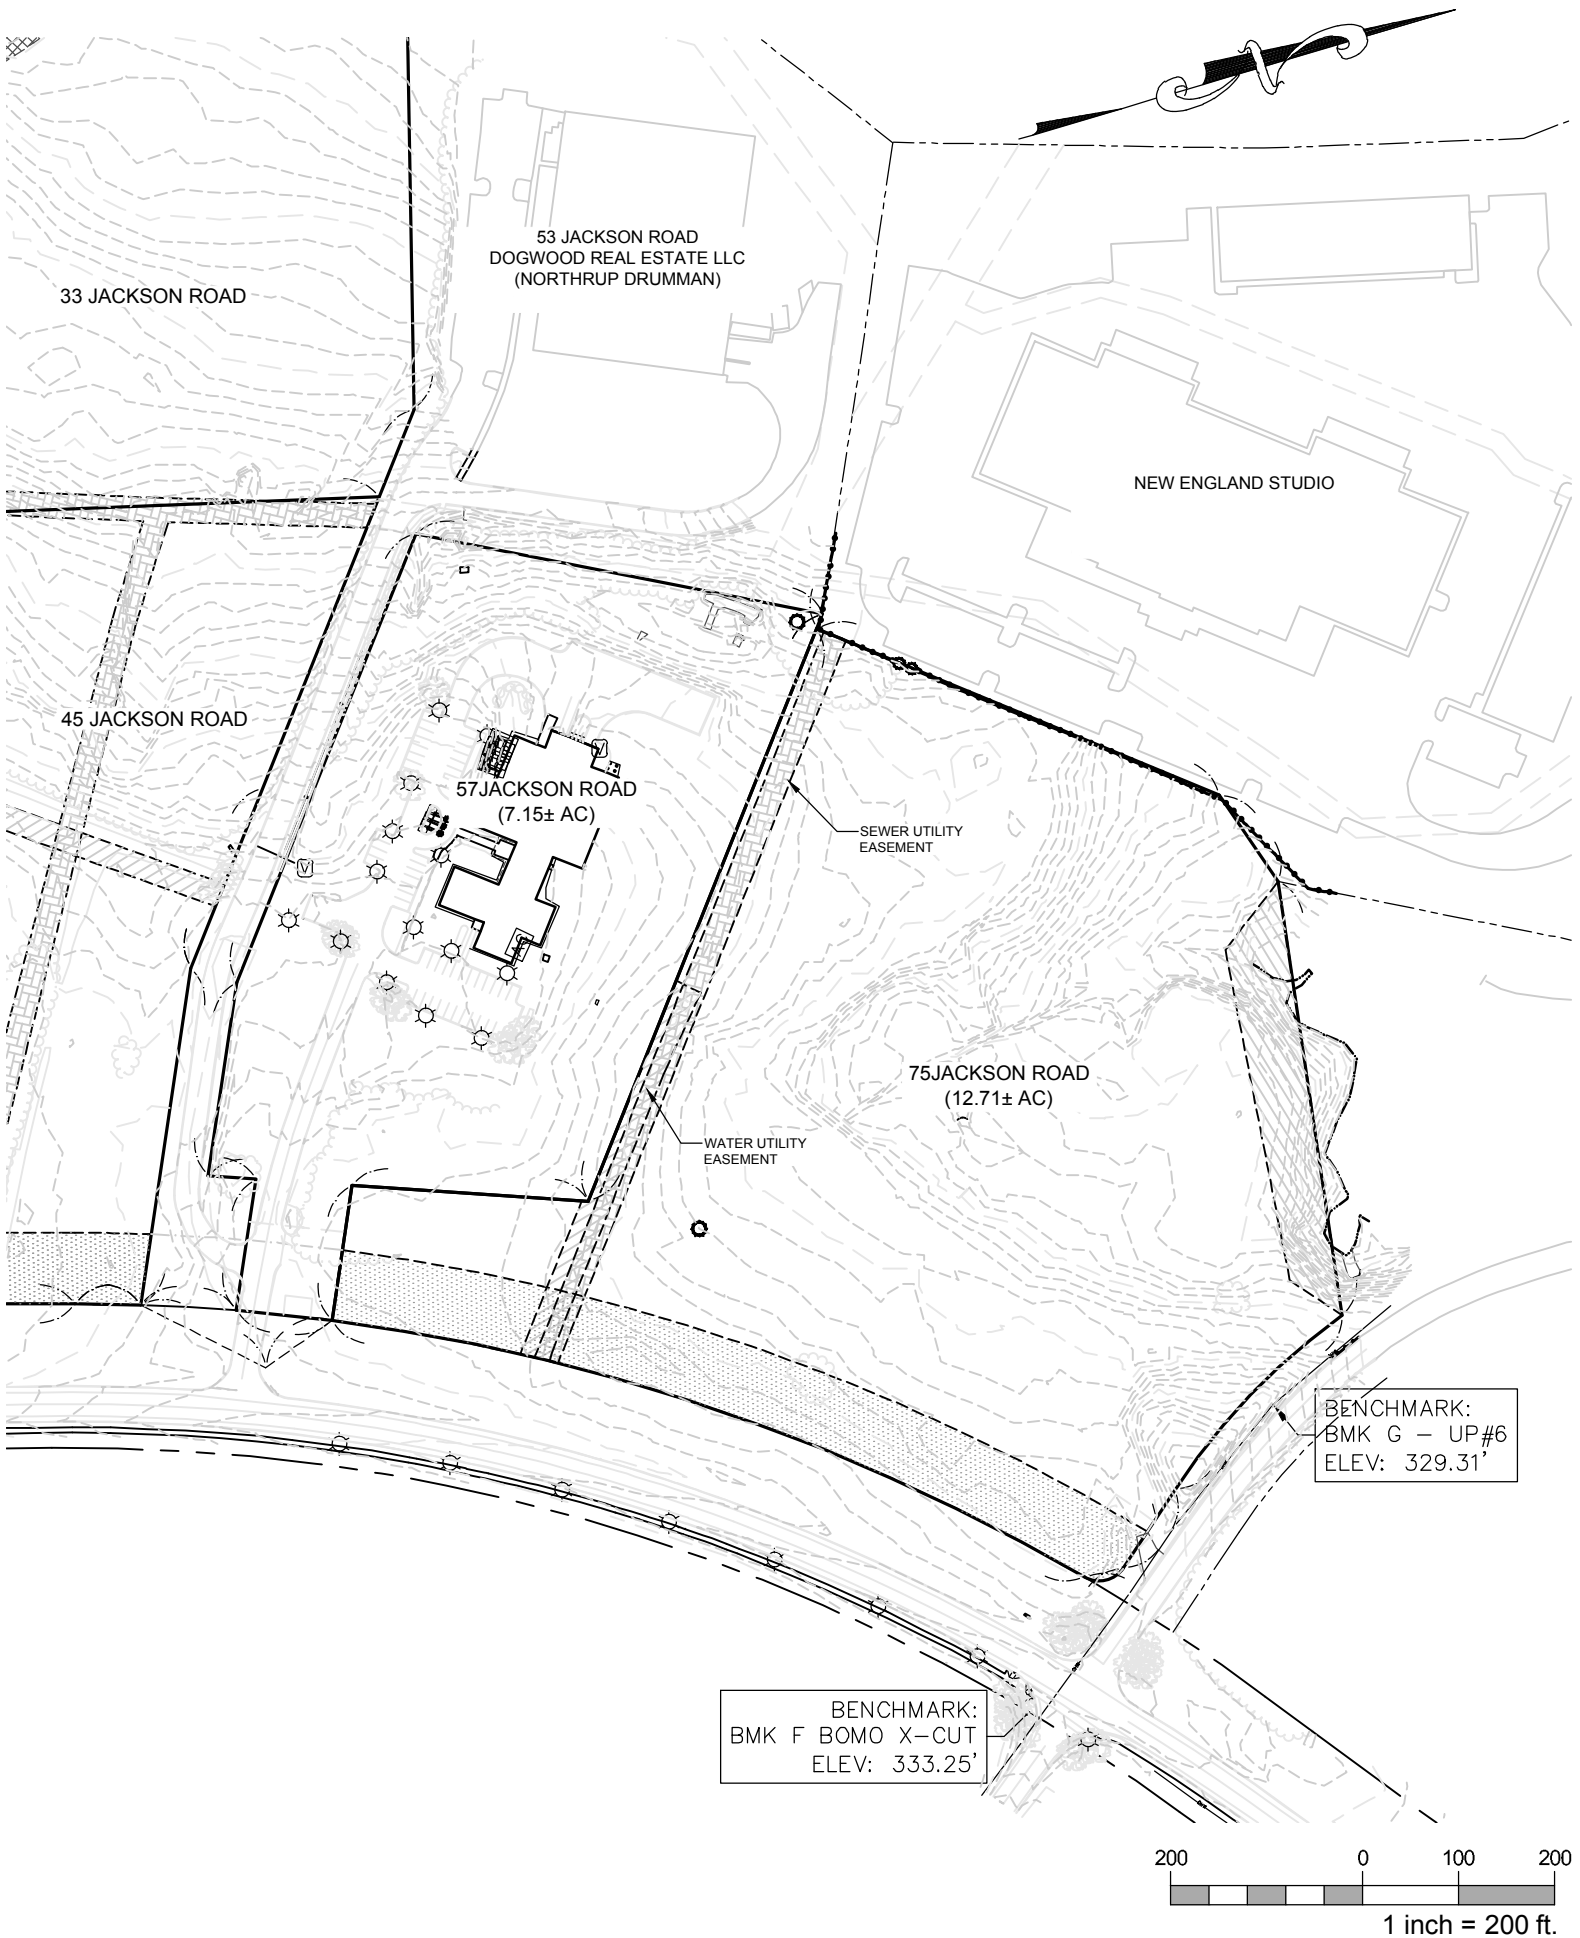 N
53 JACKSON ROAD
DOGWOOD REAL ESTATE LLC
(NORTHRUP DRUMMAN)
33 JACKSON ROAD
NEW ENGLAND STUDIO
45 JACKSON ROAD
57JACKSON ROAD
(7.15± AC)
SEWER UTILITY
EASEMENT
V
V
75JACKSON ROAD
(12.71± AC)
WATER UTILITY
EASEMENT
BENCHMARK:
BMK G - UP#6
ELEV: 329.31'
BENCHMARK:
BMK F BOMO X-CUT
ELEV: 333.25'
200 0 100 200
1 inch = 200 ft.